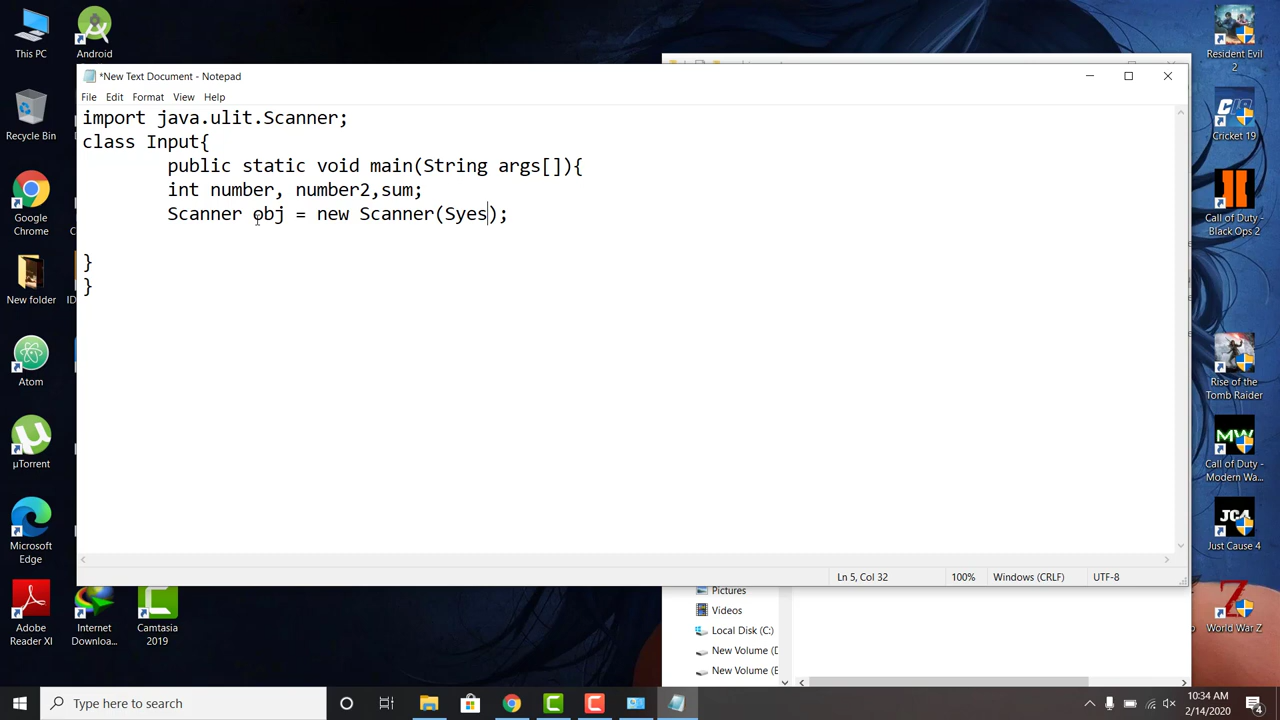 This PC
Android
Resident Evil
2
*New Text Document - Notepad
File Edit Format View Help
import java.ulit.Scanner;
class Input{
public static void main(String args[]){
int number, number2,sum;
Scanner obj = new Scanner(Syes);
}
}
Recycle Bin
Google
Chrome
New folder
Atom
µTorrent
Microsoft
Edge
Adobe
Reader XI
Internet
Downloa...
Camtasia
2019
Cricket 19
Call of Duty -
Black Ops 2
Rise of the
Tomb Raider
Call of Duty -
Modern Wa...
Just Cause 4
World War Z
Ln 5, Col 32 100% Windows (CRLF) UTF-8
Pictures
Videos
Local Disk (C:)
New Volume (D
New Volume (E
Type here to search
10:34 AM
2/14/2020
4